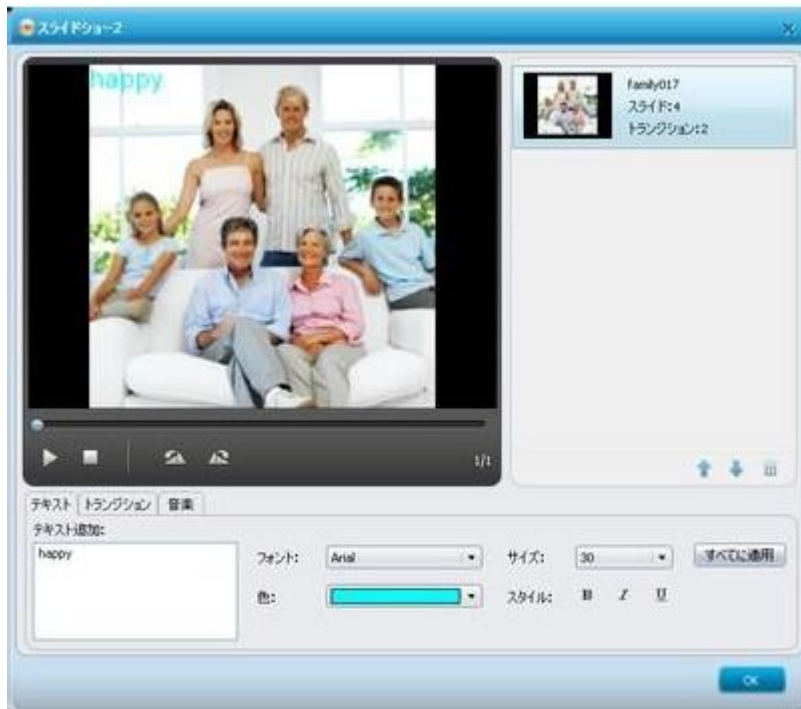 スライドショー2
happy
family017
スライド:4
トランジション:2
1/1
テキスト トランジション 音楽
テキスト追加:
happy
フォント: Arial サイズ: 30 すべてに適用
色: スタイル: B I U
OK